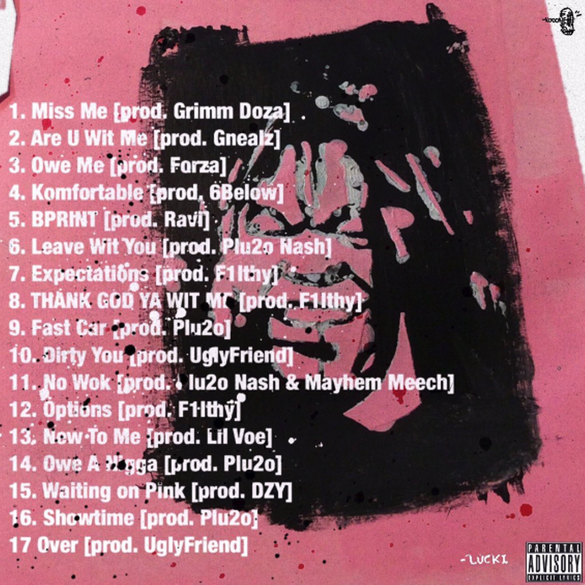 1. Miss Me [prod. Grimm Doza]
2. Are U Wit Me [prod. Gnealz]
3. Owe Me [prod. Forza]
4. Komfortable [prod. 6Below]
5. BPRINT [prod. Ravi]
6. Leave Wit You [prod. Plu2o Nash]
7. Expectations [prod. F1lthy]
8. THANK GOD YA WIT ME [prod. F1lthy]
9. Fast Car [prod. Plu2o]
10. Dirty You [prod. UglyFriend]
11. No Wok [prod. Plu2o Nash & Mayhem Meech]
12. Options [prod. F1lthy]
13. New To Me [prod. Lil Voe]
14. Owe A Nigga [prod. Plu2o]
15. Waiting on Pink [prod. DZY]
16. Showtime [prod. Plu2o]
17 Over [prod. UglyFriend]
-LUCKI
PARENTAL
ADVISORY
EXPLICIT LYRICS